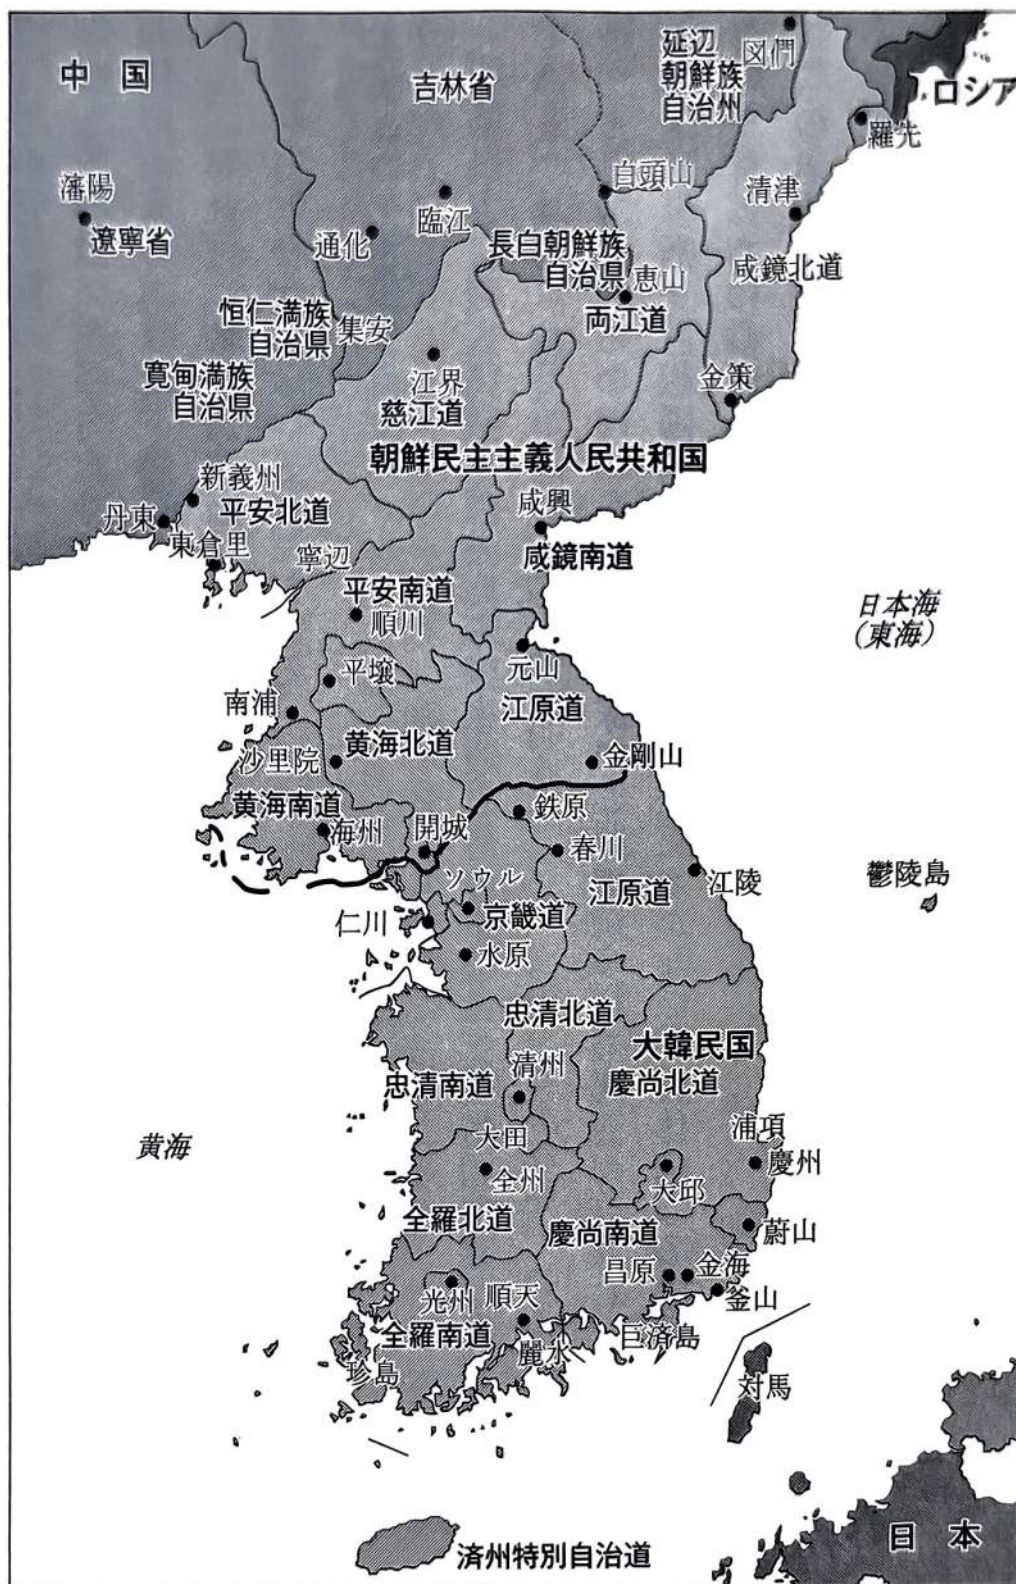 中国
吉林省
延辺
朝鮮族
自治州
図們
ロシア
羅先
瀋陽
遼寧省
通化
臨江
白頭山
清津
長白朝鮮族
自治県
恵山
両江道
咸鏡北道
恒仁満族
自治県
集安
寛甸満族
自治県
江界
慈江道
金策
朝鮮民主主義人民共和国
新義州
丹東
平安北道
東倉里
寧辺
咸興
咸鏡南道
平安南道
順川
日本海
(東海)
平壌
元山
南浦
江原道
黄海北道
沙里院
金剛山
黄海南道
海州
開城
鉄原
春川
ソウル
江原道
江陵
鬱陵島
仁川
京畿道
水原
忠清北道
大韓民国
清州
慶尚北道
忠清南道
黄海
大田
浦項
全州
慶州
大邱
全羅北道
慶尚南道
蔚山
昌原
金海
釜山
光州
順天
全羅南道
麗水
巨済島
珍島
対馬
日本
済州特別自治道